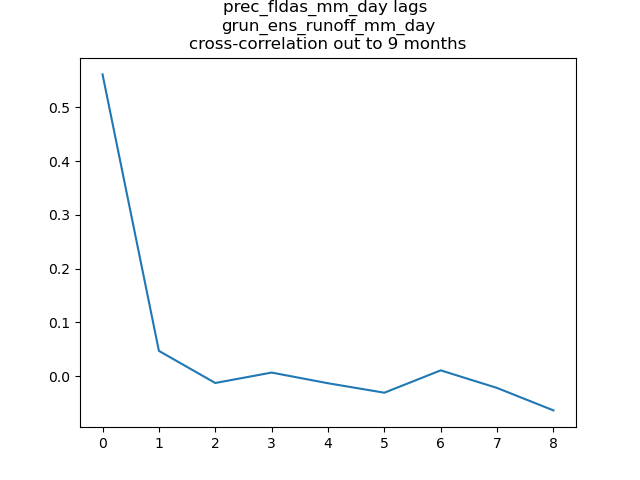 prec_fldas_mm_day lags
grun_ens_runoff_mm_day
cross-correlation out to 9 months
0.5
0.4
0.3
0.2
0.1
0.0
0 1 2 3 4 5 6 7 8